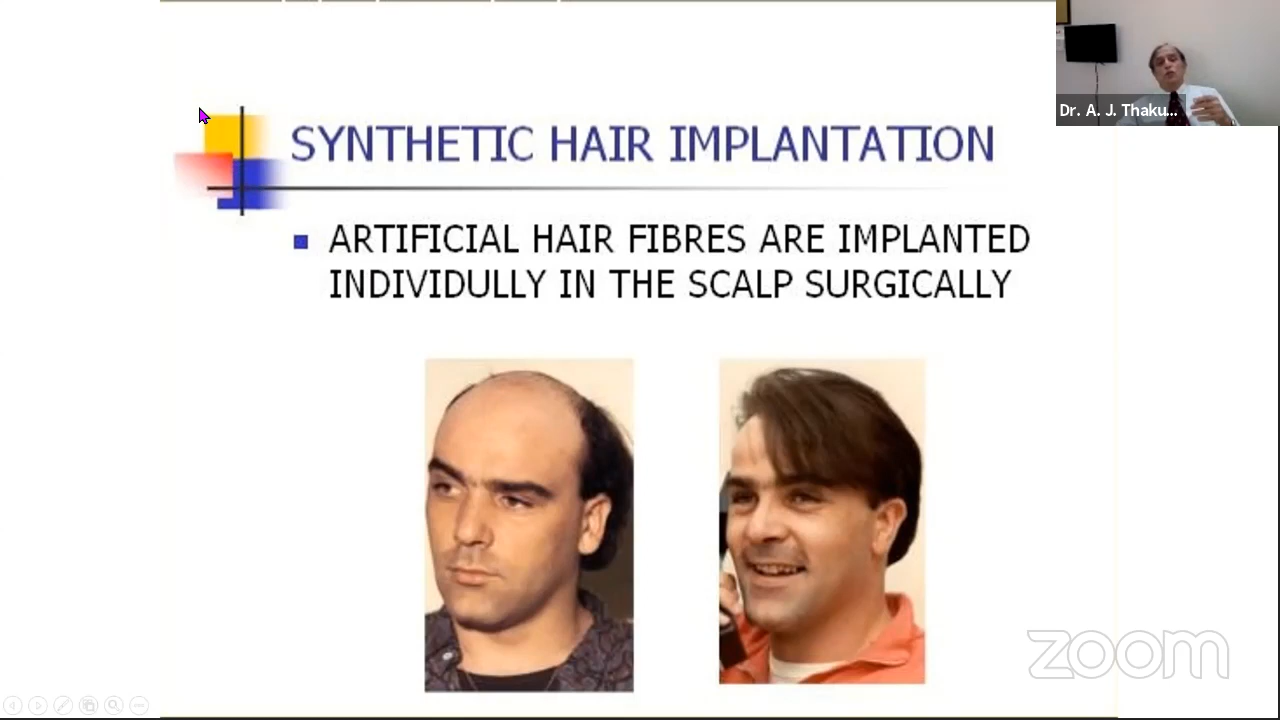 Dr. A. J. Thaku...
SYNTHETIC HAIR IMPLANTATION
ARTIFICIAL HAIR FIBRES ARE IMPLANTED
INDIVIDULLY IN THE SCALP SURGICALLY
zoom